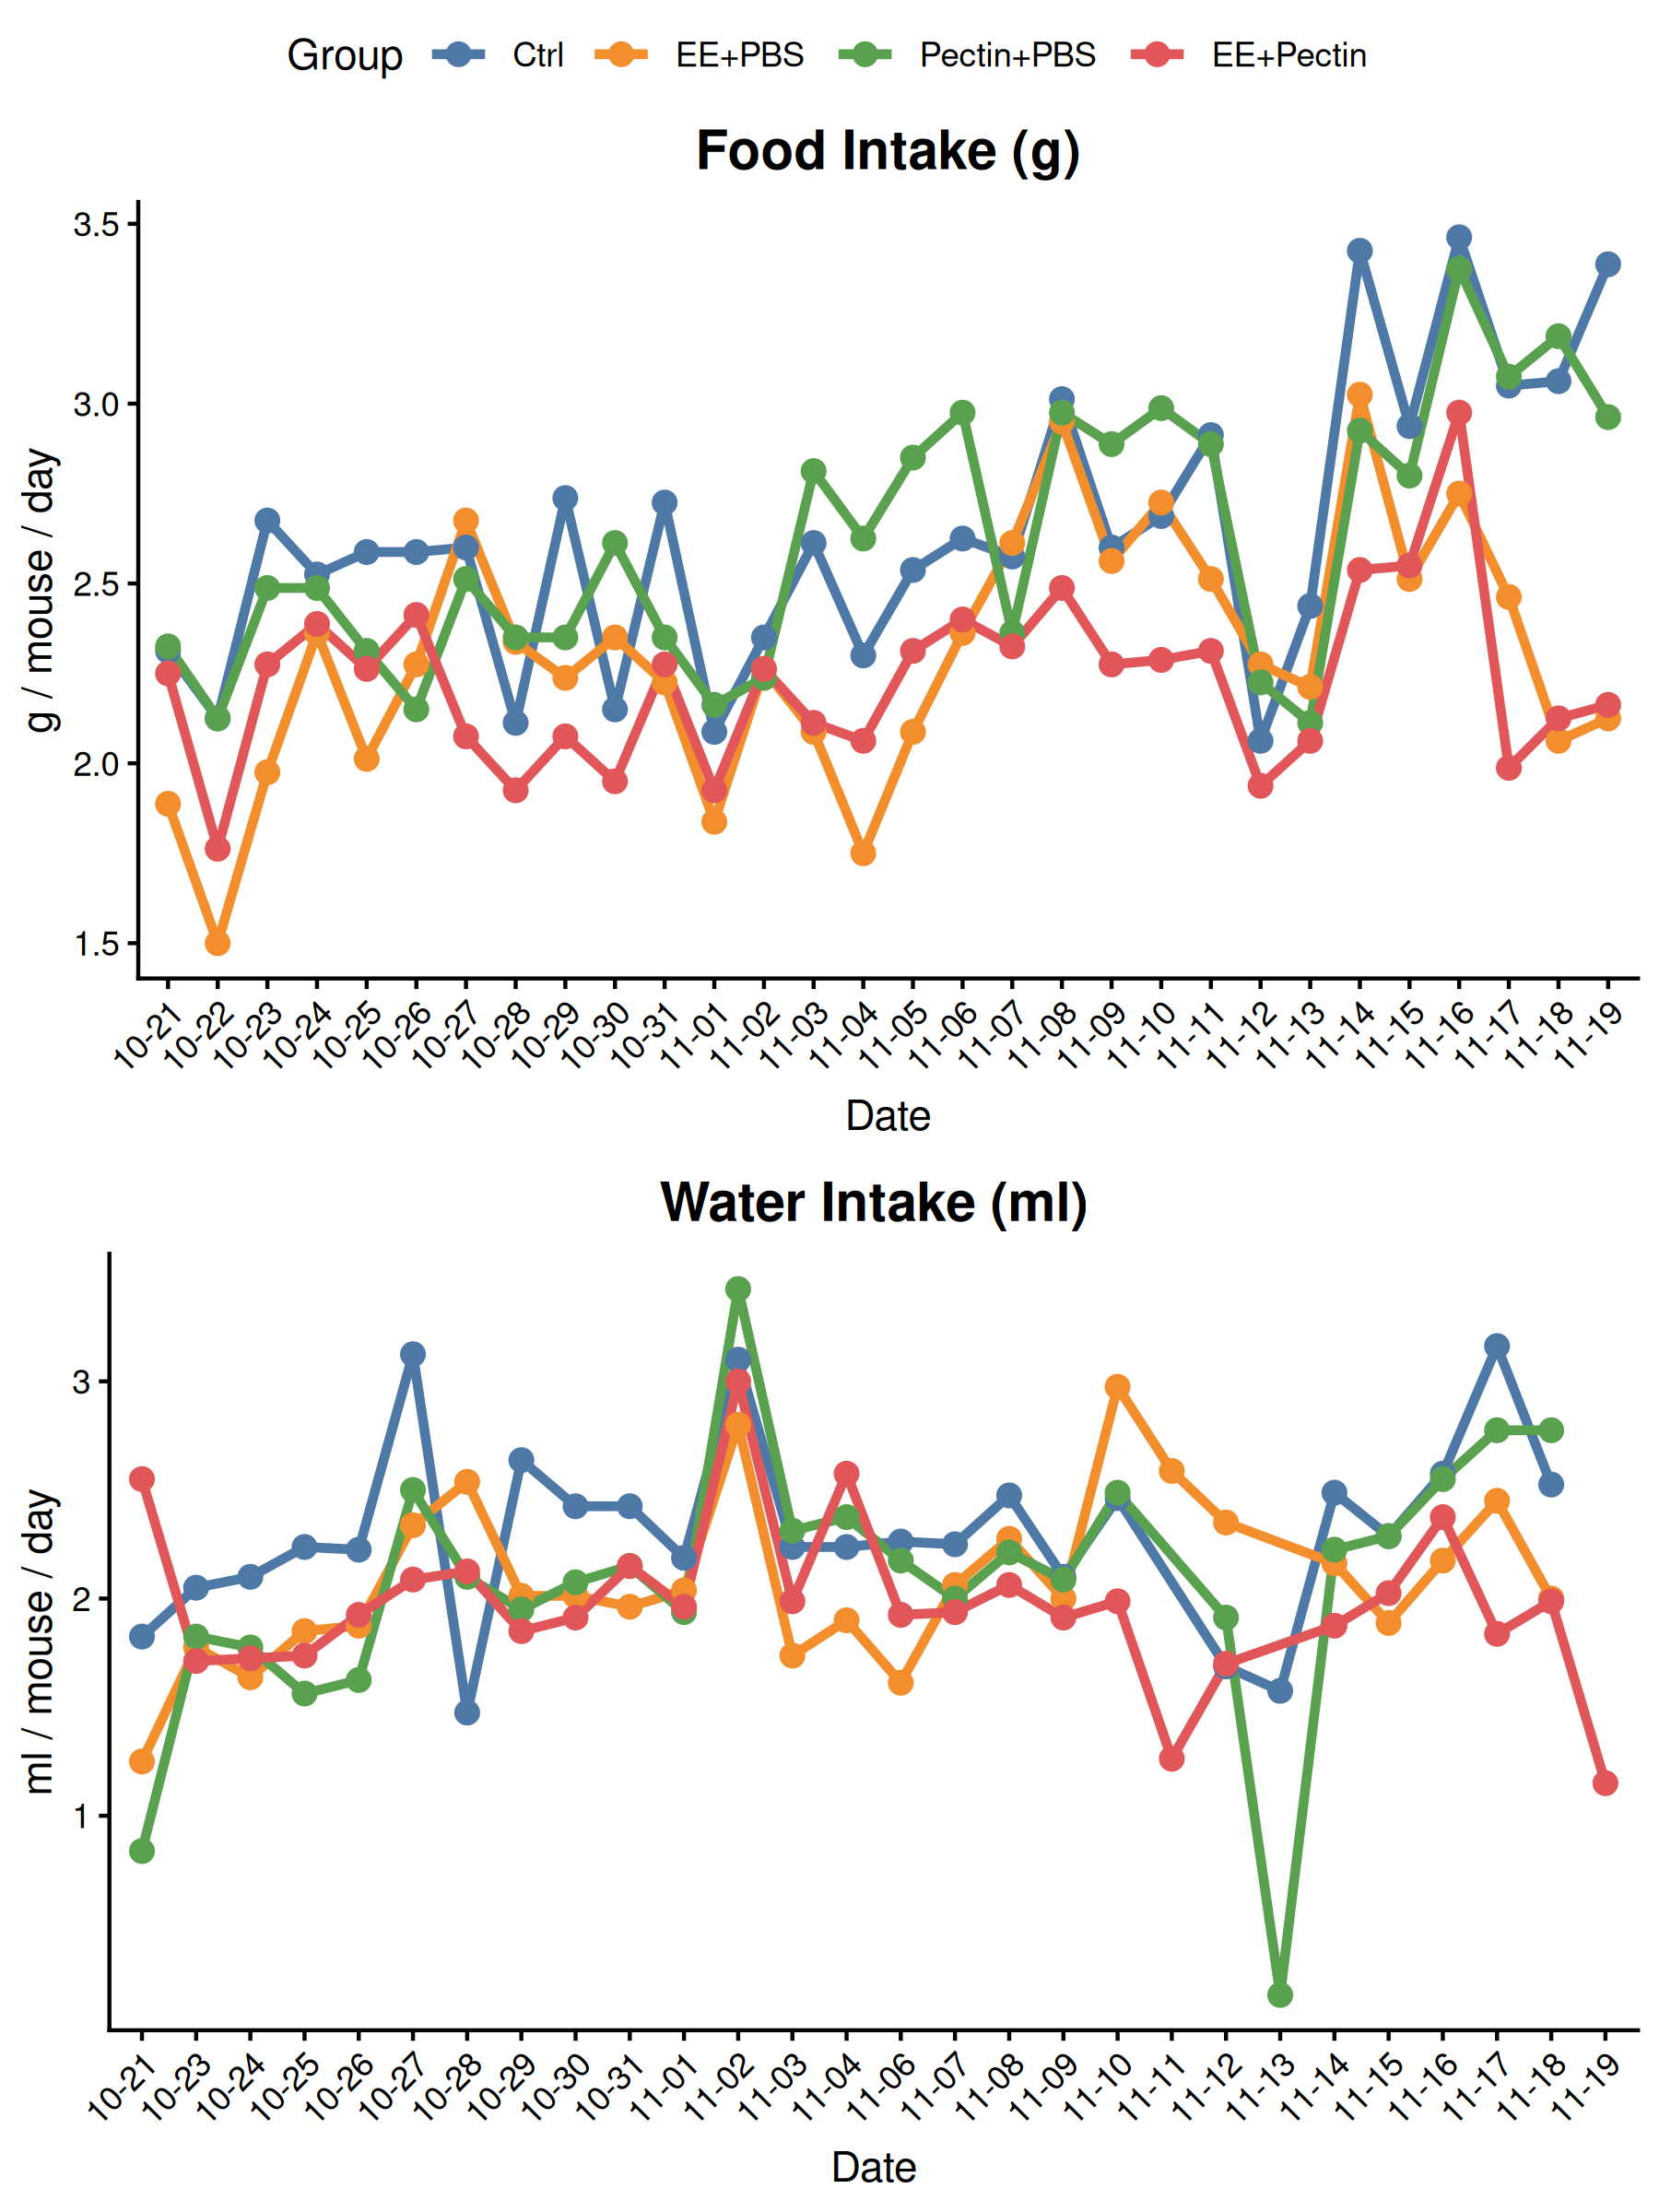 Group Ctrl EE+PBS Pectin+PBS EE+Pectin
Food Intake (g)
g / mouse / day
3.5
3.0
2.5
2.0
1.5
10-21 10-22 10-23 10-24 10-25 10-26 10-27 10-28 10-29 10-30 10-31 11-01 11-02 11-03 11-04 11-05 11-06 11-07 11-08 11-09 11-10 11-11 11-12 11-13 11-14 11-15 11-16 11-17 11-18 11-19
Date
Water Intake (ml)
ml / mouse / day
3
2
1
10-21 10-23 10-24 10-25 10-26 10-27 10-28 10-29 10-30 10-31 11-01 11-02 11-03 11-04 11-06 11-07 11-08 11-09 11-10 11-11 11-12 11-13 11-14 11-15 11-16 11-17 11-18 11-19
Date